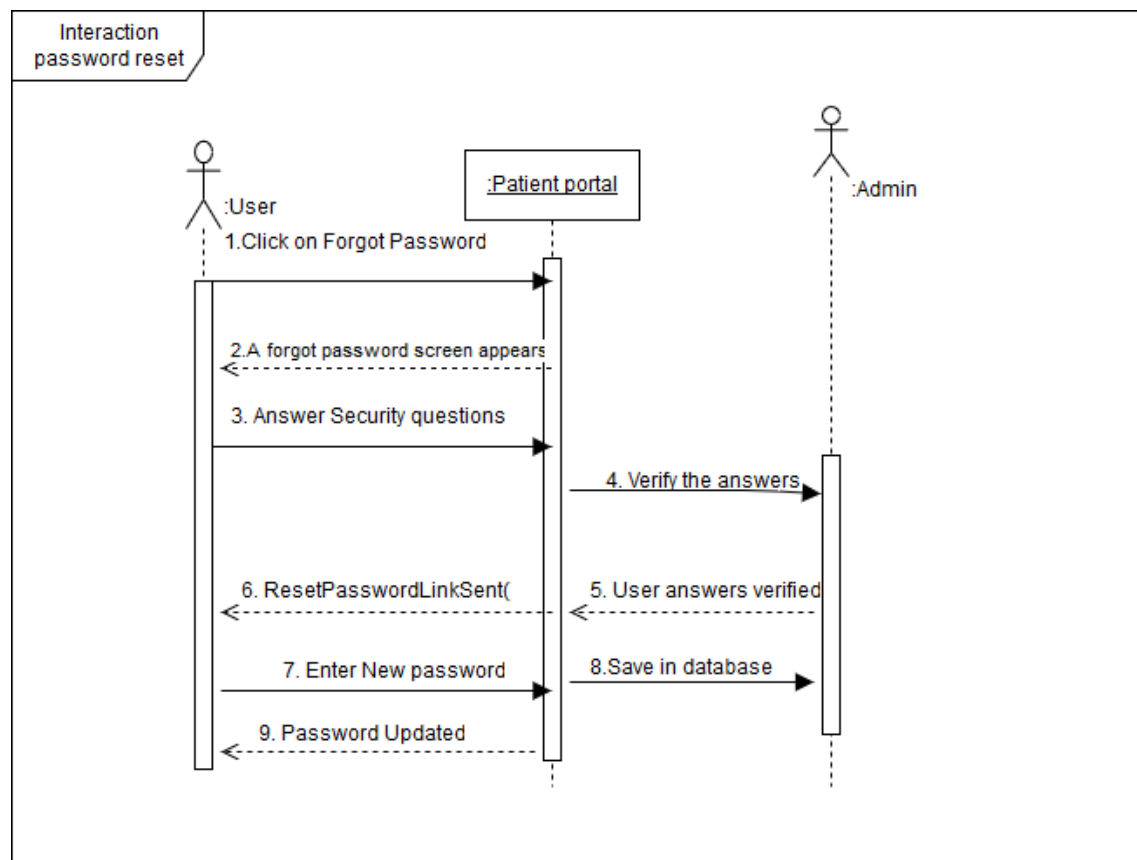 Interaction
password reset
:User
:Patient portal
:Admin
1.Click on Forgot Password
2.A forgot password screen appears
3. Answer Security questions
4. Verify the answers
6. ResetPasswordLinkSent(
5. User answers verified
7. Enter New password
8.Save in database
9. Password Updated